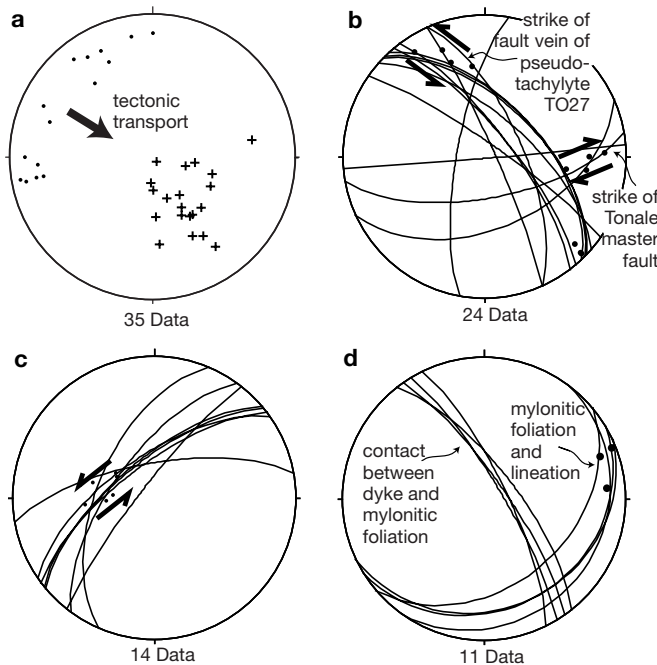 a
tectonic
transport
35 Data
b
strike of
fault vein of
pseudo-
tachylyte
TO27
strike of
Tonale
master
fault
24 Data
c
14 Data
d
mylonitic
foliation
and
lineation
contact
between
dyke and
mylonitic
foliation
11 Data